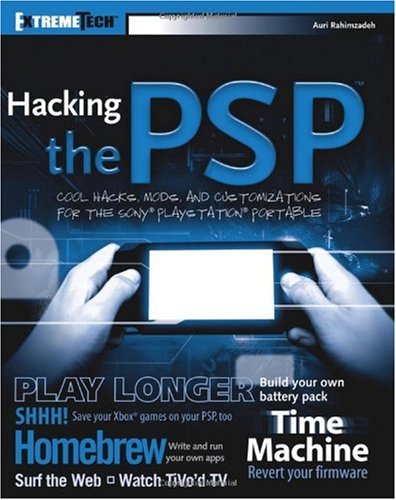 EXTREMETECH™
Auri Rahimzadeh
Hacking
the PSP™
COOL HACKS, MODS, AND CUSTOMIZATIONS
FOR THE SONY® PLAYSTATION® PORTABLE
PLAY LONGER
Build your own
battery pack
SHHH! Save your Xbox® games on your PSP, too
Time
Machine
Revert your firmware
Homebrew
Write and run
your own apps
Surf the Web □ Watch TiVo'd TV